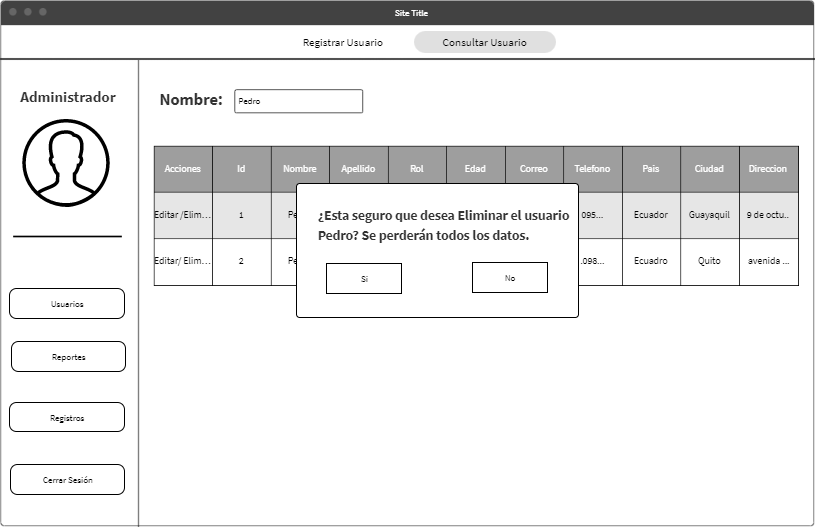 Site Title
Registrar Usuario
Consultar Usuario
Administrador
Nombre:
Pedro
Acciones Id Nombre Apellido Rol Edad Correo Telefono Pais Ciudad Direccion
Editar /Elim... 1 Pe 095... Ecuador Guayaquil 9 de octu..
Editar/ Elim... 2 Pe .098... Ecuadro Quito avenida ...
¿Esta seguro que desea Eliminar el usuario
Pedro? Se perderán todos los datos.
Si
No
Usuarios
Reportes
Registros
Cerrar Sesión